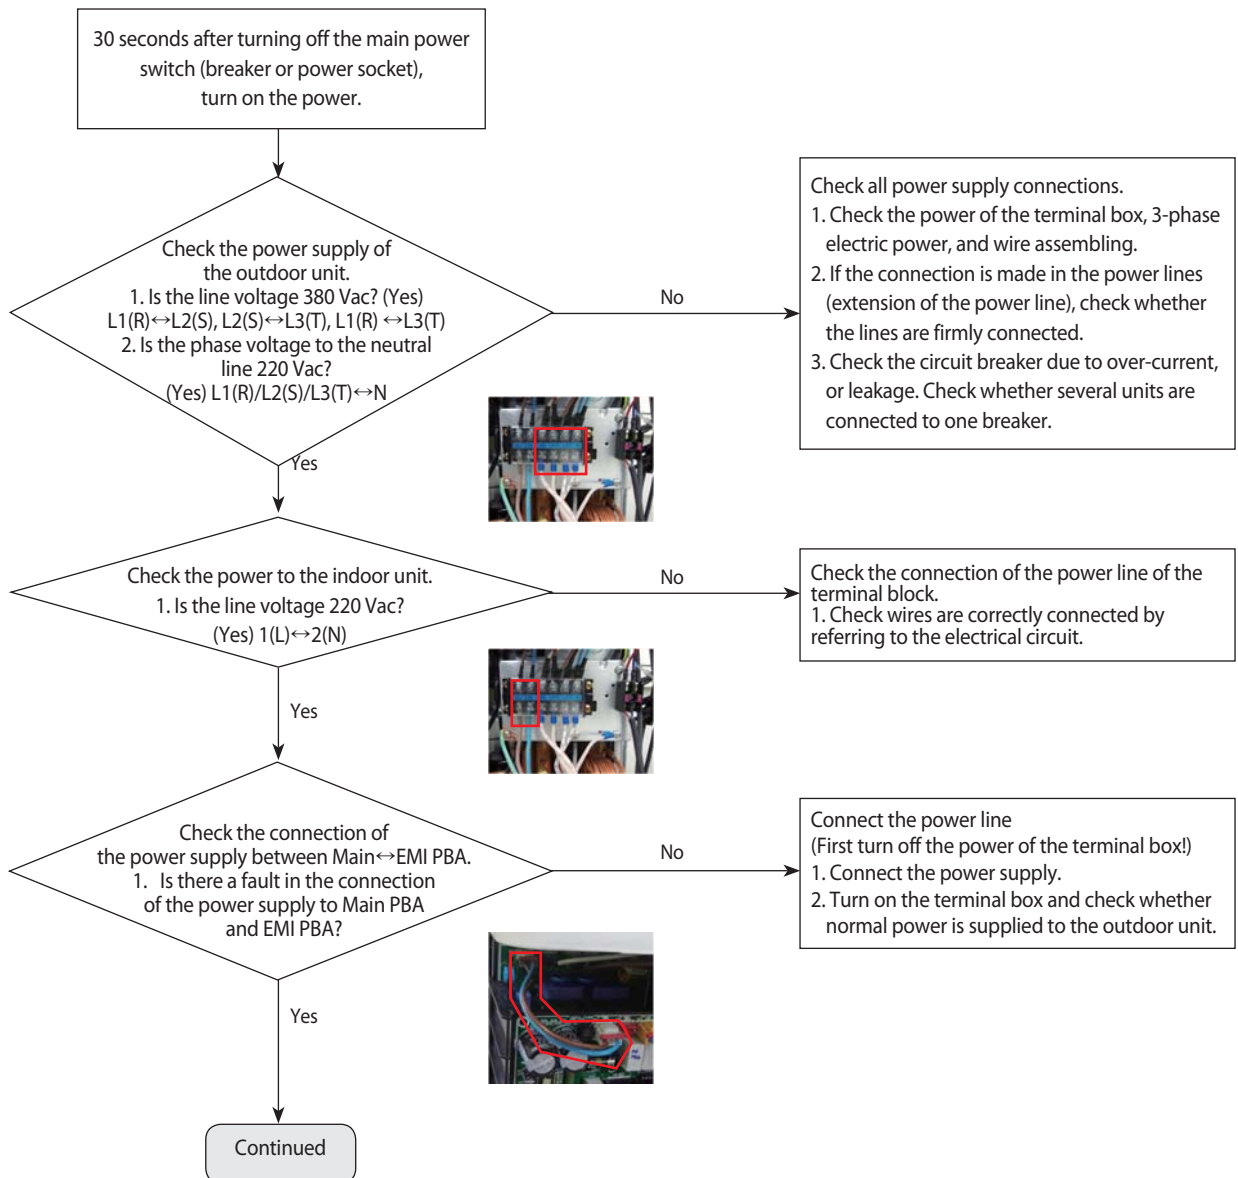 30 seconds after turning off the main power
switch (breaker or power socket),
turn on the power.
Check the power supply of
the outdoor unit.
1. Is the line voltage 380 Vac? (Yes)
L1(R)↔L2(S), L2(S)↔L3(T), L1(R) ↔L3(T)
2. Is the phase voltage to the neutral
line 220 Vac?
(Yes) L1(R)/L2(S)/L3(T)↔N
No
Check all power supply connections.
1. Check the power of the terminal box, 3-phase
electric power, and wire assembling.
2. If the connection is made in the power lines
(extension of the power line), check whether
the lines are firmly connected.
3. Check the circuit breaker due to over-current,
or leakage. Check whether several units are
connected to one breaker.
Yes
Check the power to the indoor unit.
1. Is the line voltage 220 Vac?
(Yes) 1(L)↔2(N)
No
Check the connection of the power line of the
terminal block.
1. Check wires are correctly connected by
referring to the electrical circuit.
Yes
Check the connection of
the power supply between Main↔EMI PBA.
1. Is there a fault in the connection
of the power supply to Main PBA
and EMI PBA?
No
Connect the power line
(First turn off the power of the terminal box!)
1. Connect the power supply.
2. Turn on the terminal box and check whether
normal power is supplied to the outdoor unit.
Yes
Continued